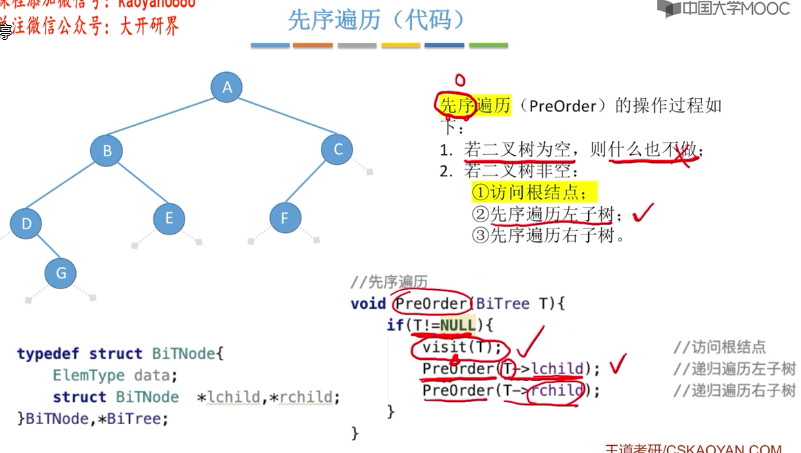 课程添加微信号：kaoyan6880
关注微信公众号：大开研界
先序遍历（代码）
中国大学MOOC
A
B
C
D
E
F
G
先序遍历（PreOrder）的操作过程如
下：
1. 若二叉树为空，则什么也不做；
2. 若二叉树非空：
①访问根结点；
②先序遍历左子树；
③先序遍历右子树。
//先序遍历
void PreOrder(BiTree T){
if(T!=NULL){
visit(T); //访问根结点
PreOrder(T->lchild); //递归遍历左子树
PreOrder(T->rchild); //递归遍历右子树
}
}
typedef struct BiTNode{
ElemType data;
struct BiTNode *lchild,*rchild;
}BiTNode,*BiTree;
王道考研/CSKAOYAN.COM